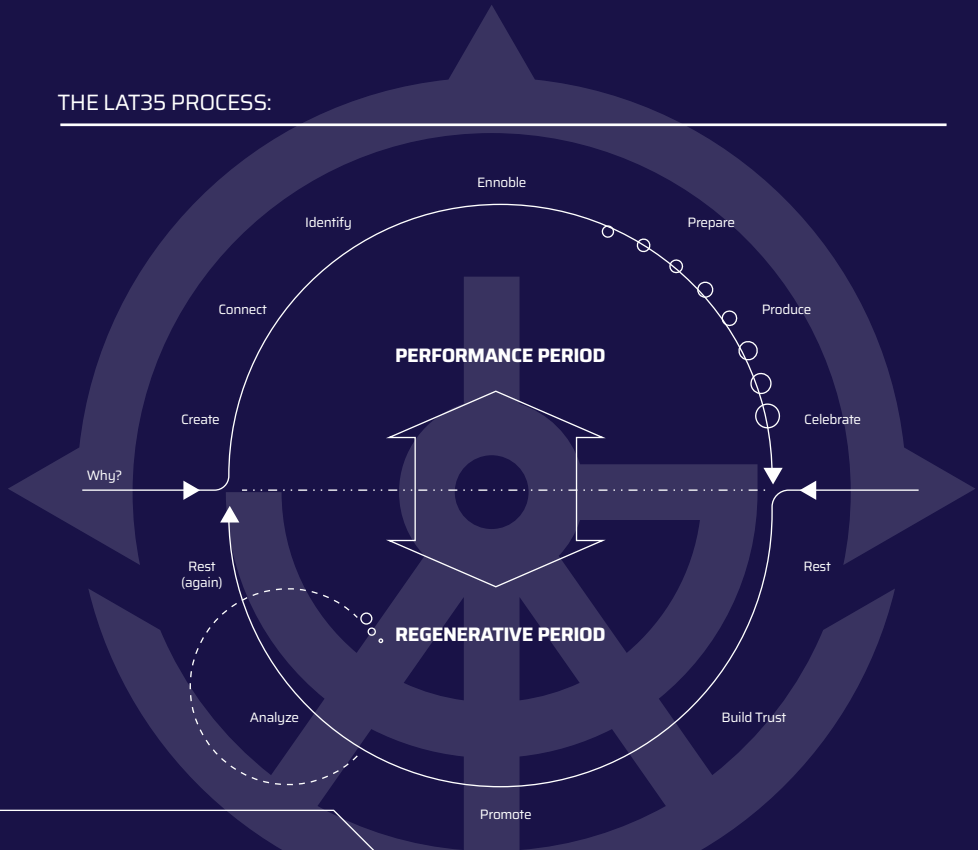 THE LAT35 PROCESS:
Ennoble
Identify
Prepare
Connect
Produce
PERFORMANCE PERIOD
Create
Celebrate
Why?
Rest
(again)
Rest
REGENERATIVE PERIOD
Analyze
Build Trust
Promote